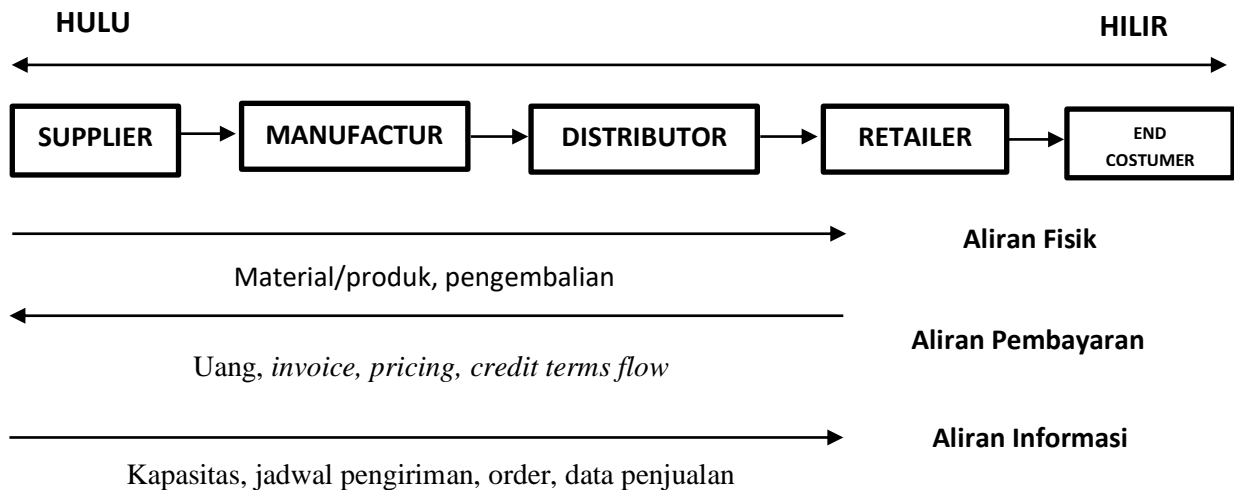 HULU
HILIR
SUPPLIER
MANUFACTUR
DISTRIBUTOR
RETAILER
END
COSTUMER
Aliran Fisik
Material/produk, pengembalian
Aliran Pembayaran
Uang, invoice, pricing, credit terms flow
Aliran Informasi
Kapasitas, jadwal pengiriman, order, data penjualan